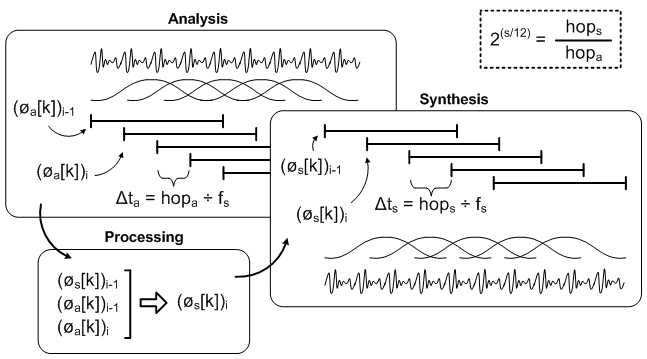 Analysis
2^(s/12) = hopₛ / hopₐ
(øₐ[k])ᵢ₋₁
(øₐ[k])ᵢ
Δtₐ = hopₐ ÷ fₛ
Synthesis
(øₛ[k])ᵢ₋₁
(øₛ[k])ᵢ
Δtₛ = hopₛ ÷ fₛ
Processing
(øₛ[k])ᵢ₋₁
(øₐ[k])ᵢ₋₁
(øₐ[k])ᵢ
(øₛ[k])ᵢ